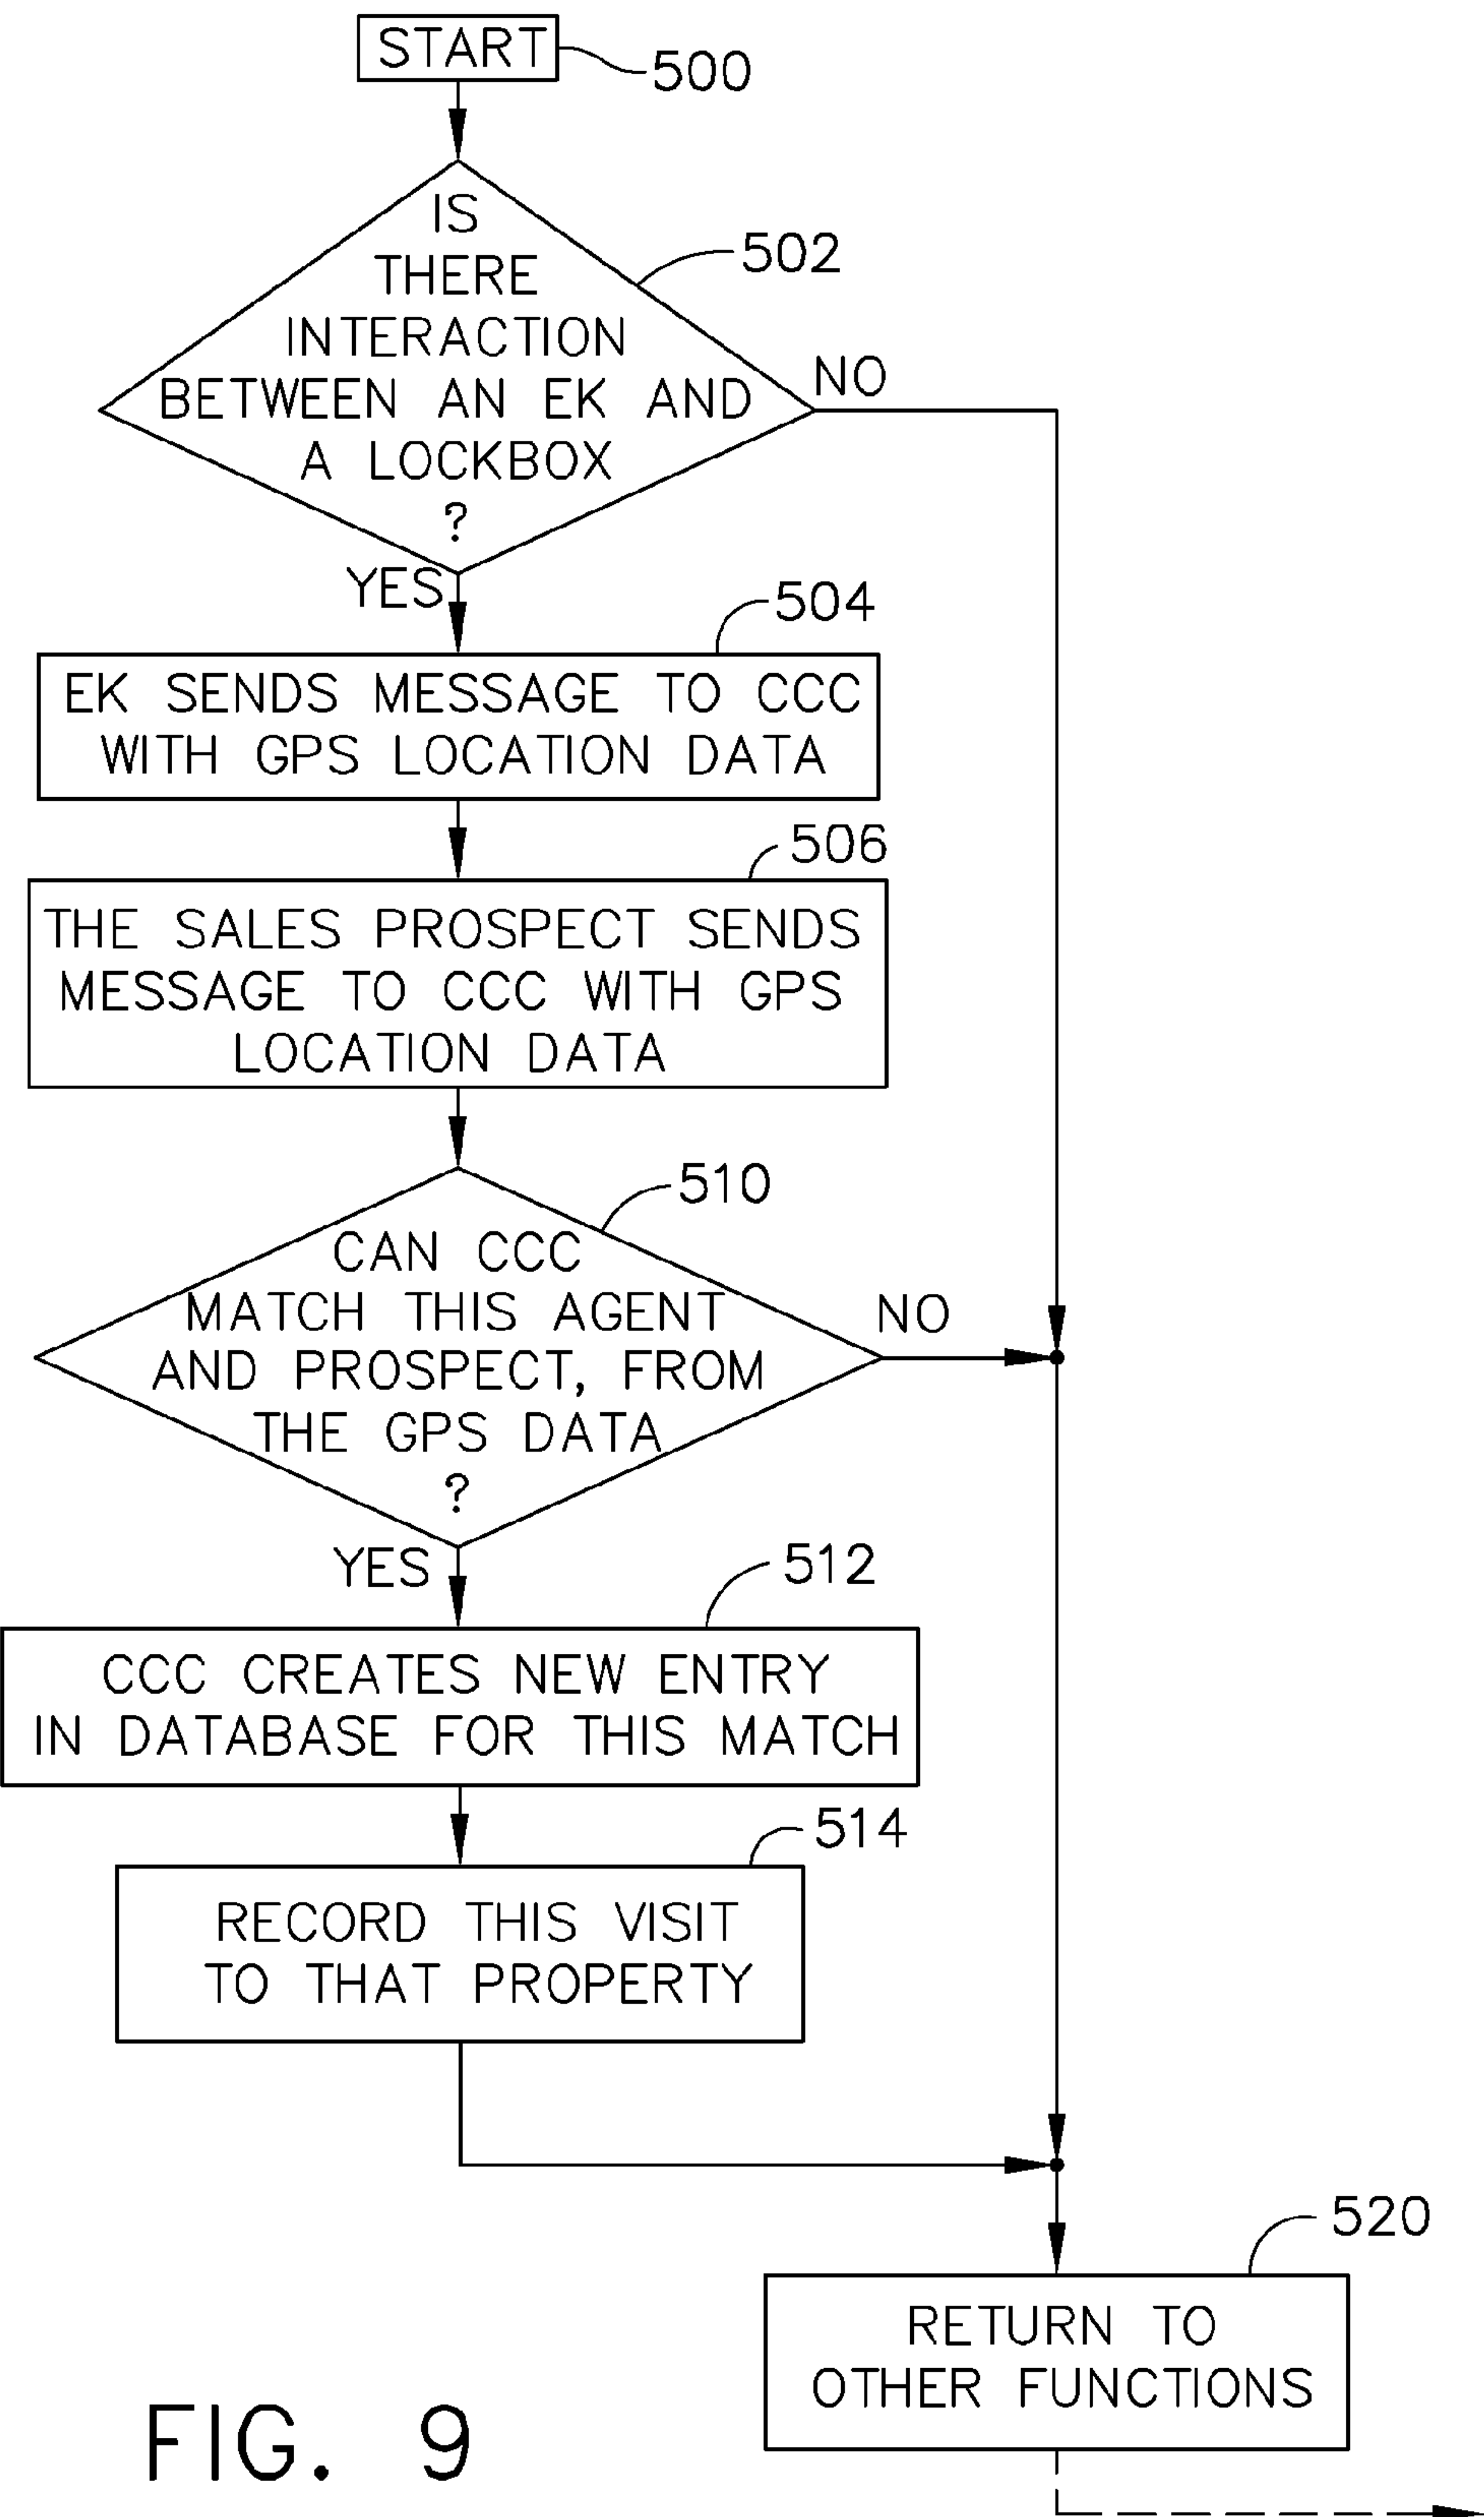 START
500
IS
THERE
INTERACTION
BETWEEN AN EK AND
A LOCKBOX
?
502
NO
YES
504
EK SENDS MESSAGE TO CCC
WITH GPS LOCATION DATA
506
THE SALES PROSPECT SENDS
MESSAGE TO CCC WITH GPS
LOCATION DATA
510
CAN CCC
MATCH THIS AGENT
AND PROSPECT, FROM
THE GPS DATA
?
NO
YES
512
CCC CREATES NEW ENTRY
IN DATABASE FOR THIS MATCH
514
RECORD THIS VISIT
TO THAT PROPERTY
520
RETURN TO
OTHER FUNCTIONS
FIG. 9